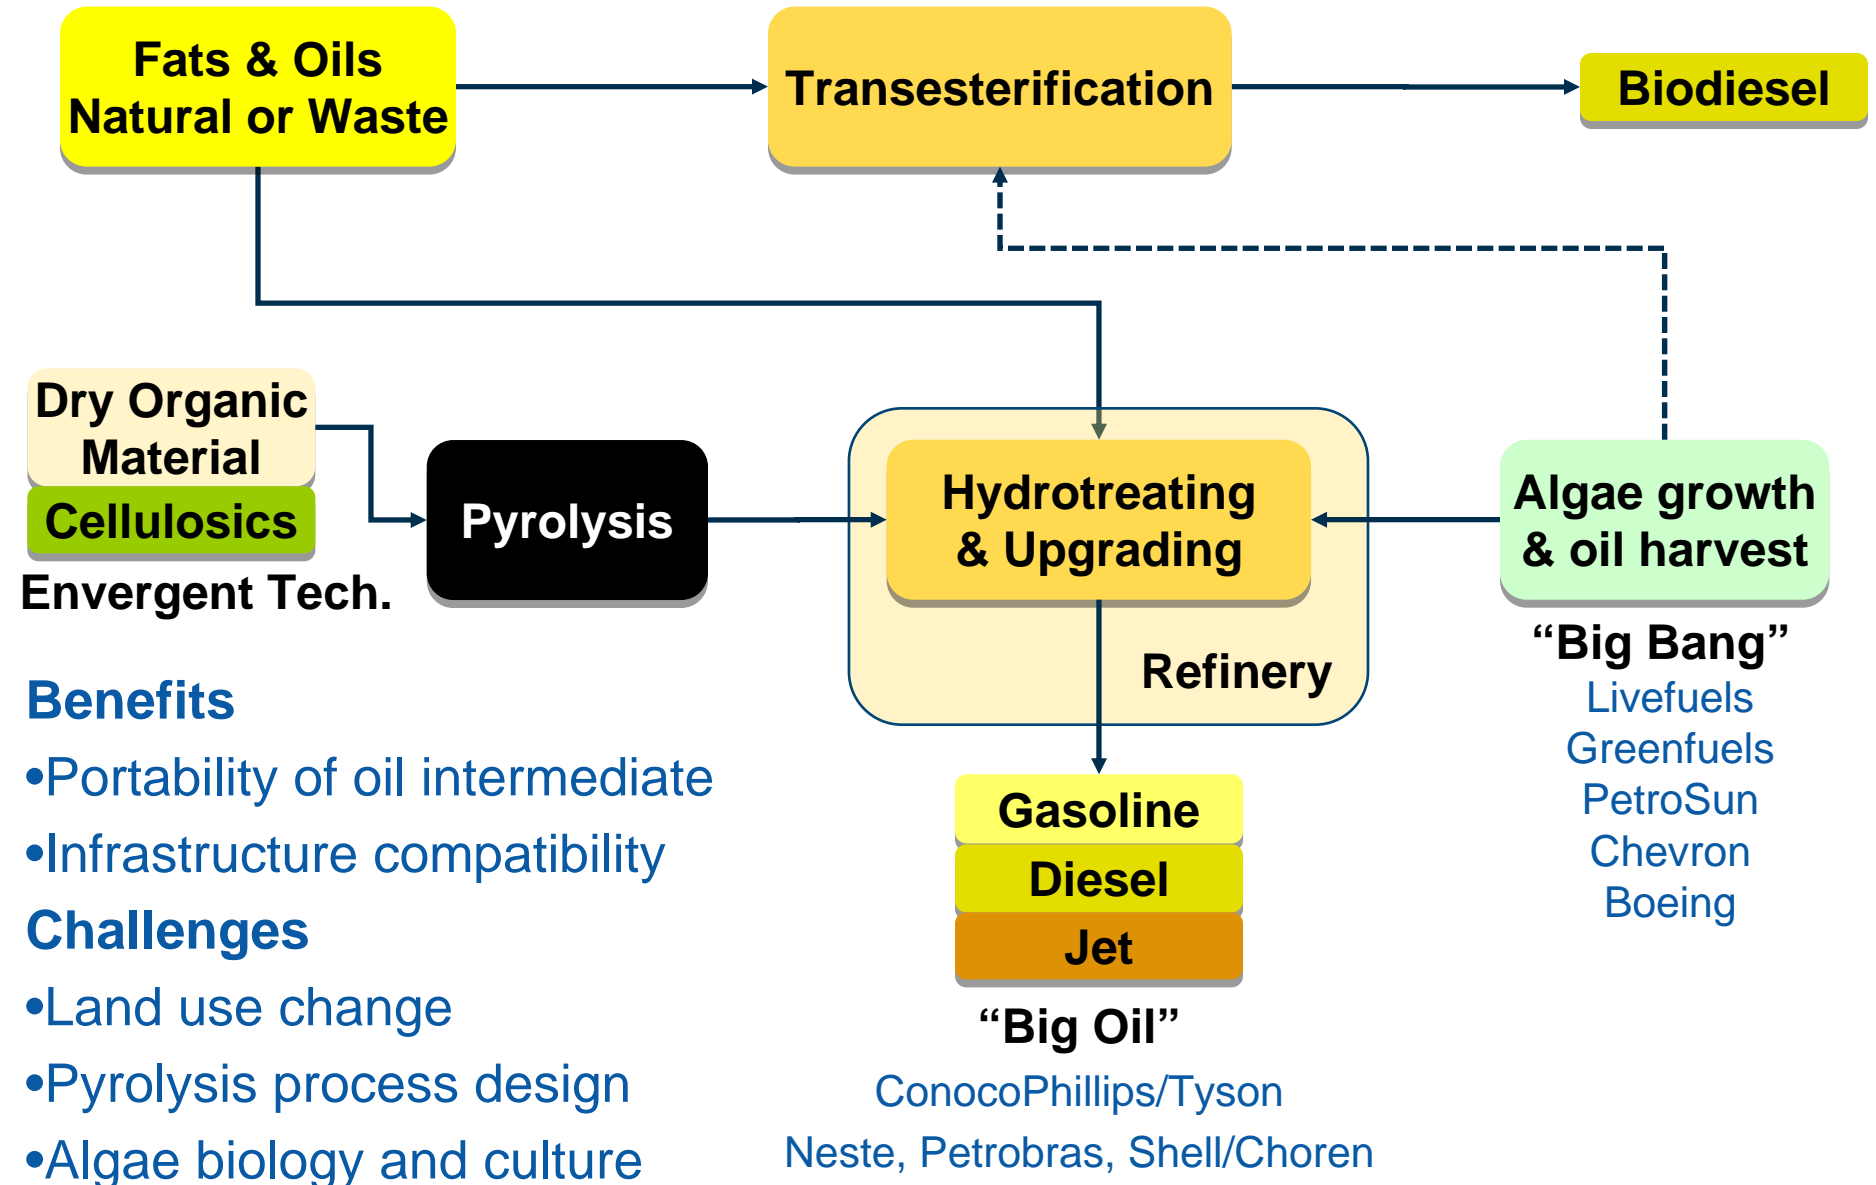 Fats & Oils
Natural or Waste
Transesterification
Biodiesel
Dry Organic
Material
Cellulosics
Envergent Tech.
Pyrolysis
Hydrotreating
& Upgrading
Refinery
Algae growth
& oil harvest
“Big Bang”
Livefuels
Greenfuels
PetroSun
Chevron
Boeing
Gasoline
Diesel
Jet
“Big Oil”
ConocoPhillips/Tyson
Neste, Petrobras, Shell/Choren
Benefits
•Portability of oil intermediate
•Infrastructure compatibility
Challenges
•Land use change
•Pyrolysis process design
•Algae biology and culture